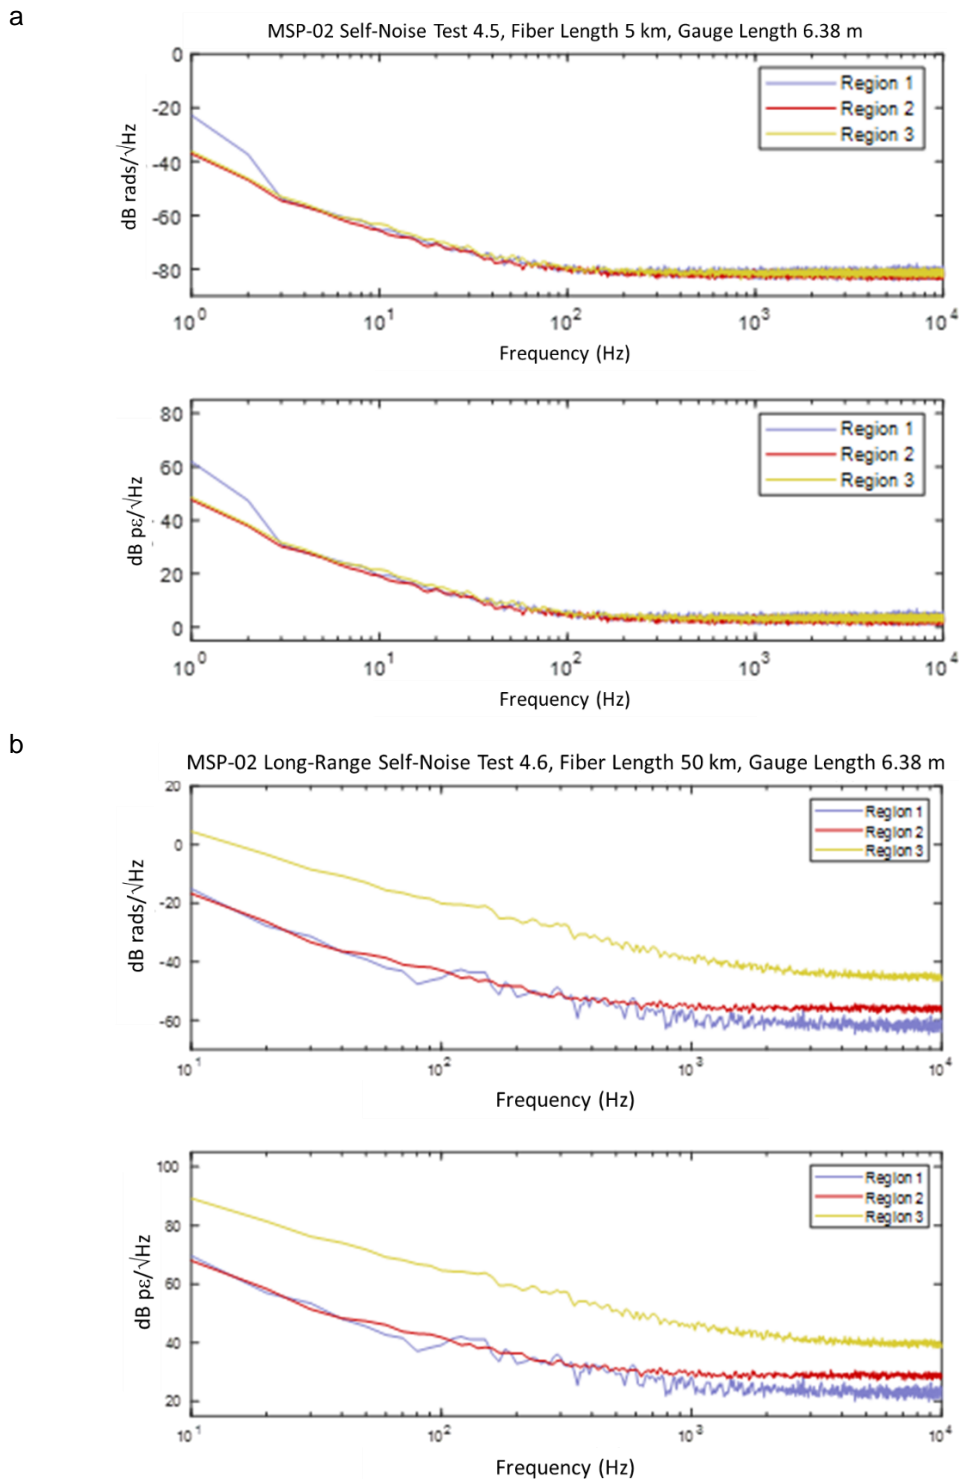 a
MSP-02 Self-Noise Test 4.5, Fiber Length 5 km, Gauge Length 6.38 m
0
-20
-40
-60
-80
dB rads/√Hz
Region 1
Region 2
Region 3
10⁰ 10¹ 10² 10³ 10⁴
Frequency (Hz)
80
60
40
20
0
dB pε/√Hz
Region 1
Region 2
Region 3
10⁰ 10¹ 10² 10³ 10⁴
Frequency (Hz)
b
MSP-02 Long-Range Self-Noise Test 4.6, Fiber Length 50 km, Gauge Length 6.38 m
20
0
-20
-40
-60
dB rads/√Hz
Region 1
Region 2
Region 3
10¹ 10² 10³ 10⁴
Frequency (Hz)
100
80
60
40
20
dB pε/√Hz
Region 1
Region 2
Region 3
10¹ 10² 10³ 10⁴
Frequency (Hz)